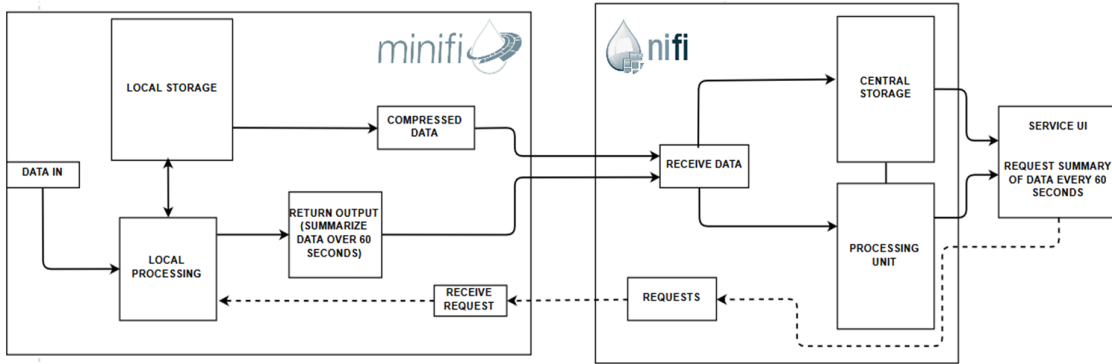 minifi
nifi
LOCAL STORAGE
CENTRAL
STORAGE
COMPRESSED
DATA
SERVICE UI
REQUEST SUMMARY
OF DATA EVERY 60
SECONDS
DATA IN
RECEIVE DATA
RETURN OUTPUT
(SUMMARIZE
DATA OVER 60
SECONDS)
LOCAL
PROCESSING
PROCESSING
UNIT
RECEIVE
REQUEST
REQUESTS